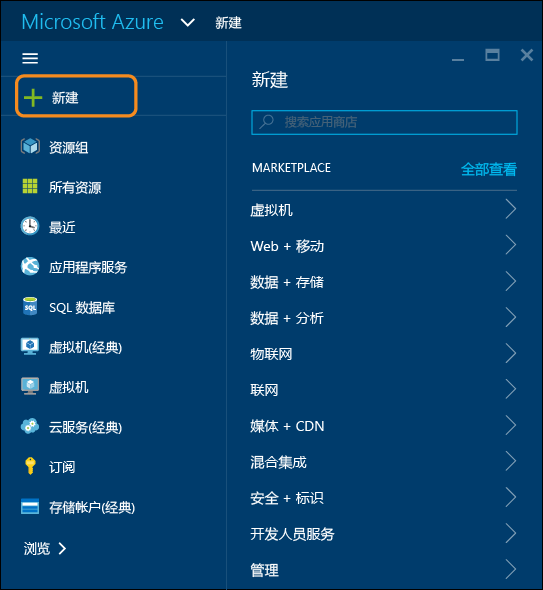 Microsoft Azure 新建
新建
资源组
所有资源
最近
应用程序服务
SQL 数据库
虚拟机(经典)
虚拟机
云服务(经典)
订阅
存储帐户(经典)
浏览
新建
搜索应用商店
MARKETPLACE 全部查看
虚拟机
Web + 移动
数据 + 存储
数据 + 分析
物联网
联网
媒体 + CDN
混合集成
安全 + 标识
开发人员服务
管理